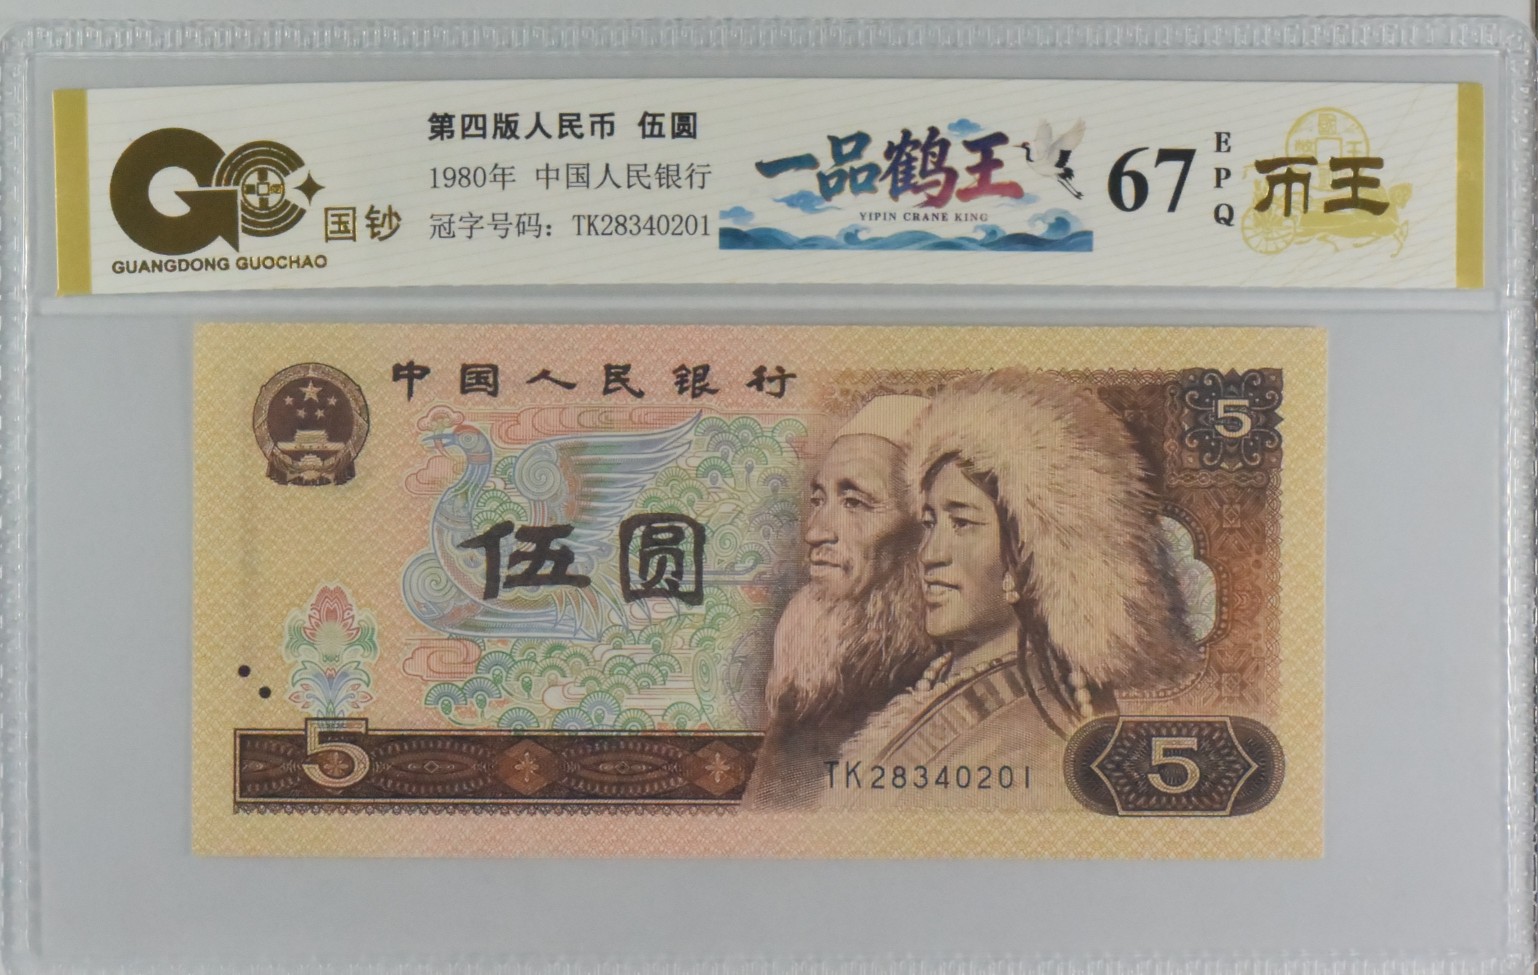 第四版人民币 伍圆
1980年 中国人民银行
冠字号码：TK28340201
国钞
GUANGDONG GUOCHAO
一品鹤王
YIPIN CRANE KING
67
EPQ
币王
中国人民银行
5
伍圆
5
TK28340201
5